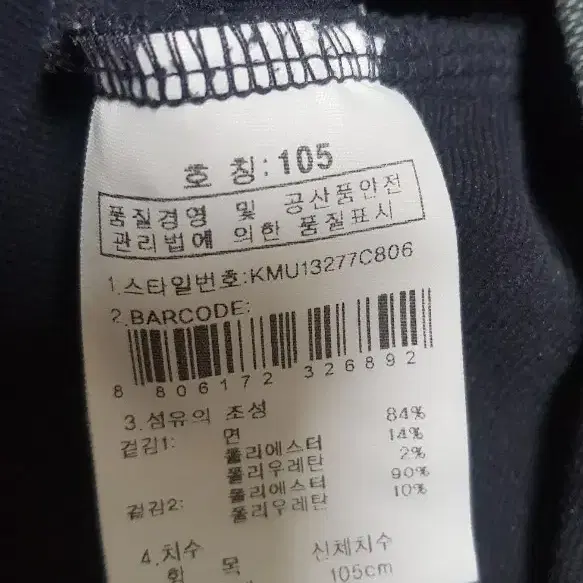 호 칭:105
품질경영 및 공산품안전
관리법에 의한 품질표시
1.스타일번호:KMU13277C806
2.BARCODE:
8 806172 326892
3.섬유의 조성
겉감1: 면 84%
폴리에스터 14%
폴리우레탄 2%
겉감2: 폴리에스터 90%
폴리우레탄 10%
4.치수
항 목 신체치수
105cm